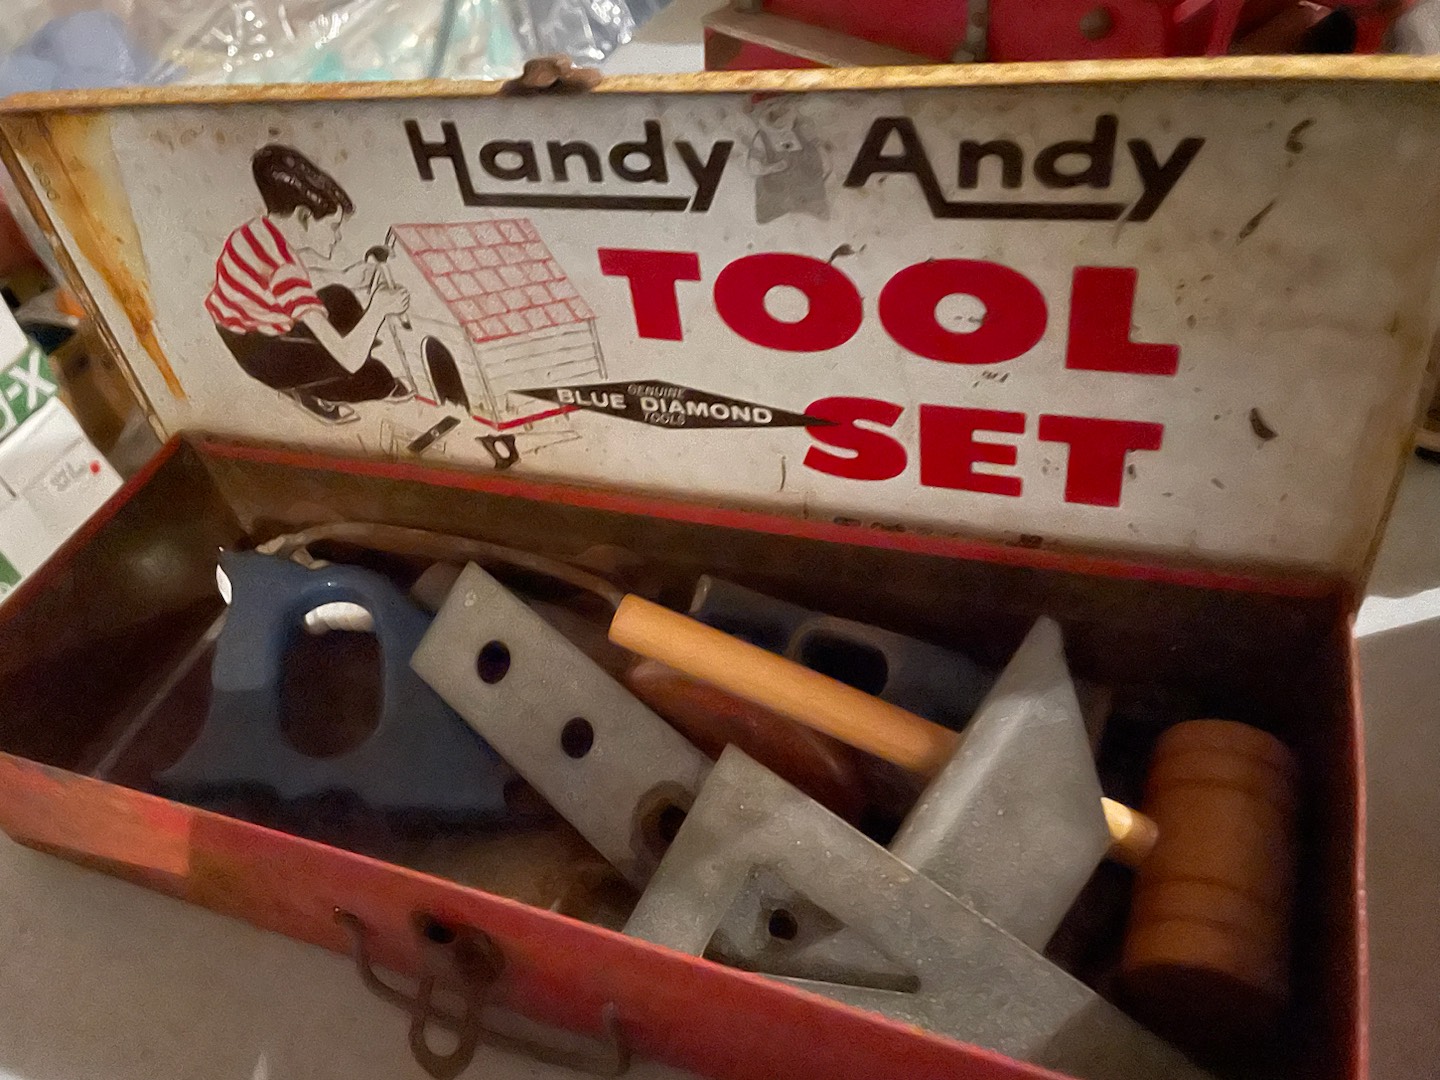 Handy Andy
TOOL
SET
GENUINE
BLUE DIAMOND
TOOLS